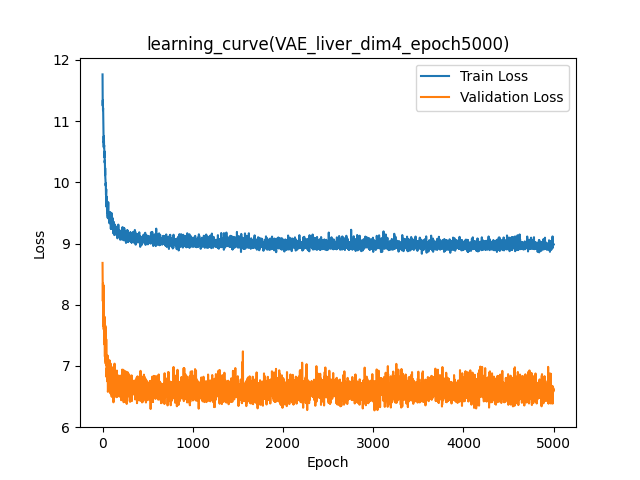 learning_curve(VAE_liver_dim4_epoch5000)
12
11
10
9
8
7
6
Loss
Train Loss
Validation Loss
0 1000 2000 3000 4000 5000
Epoch